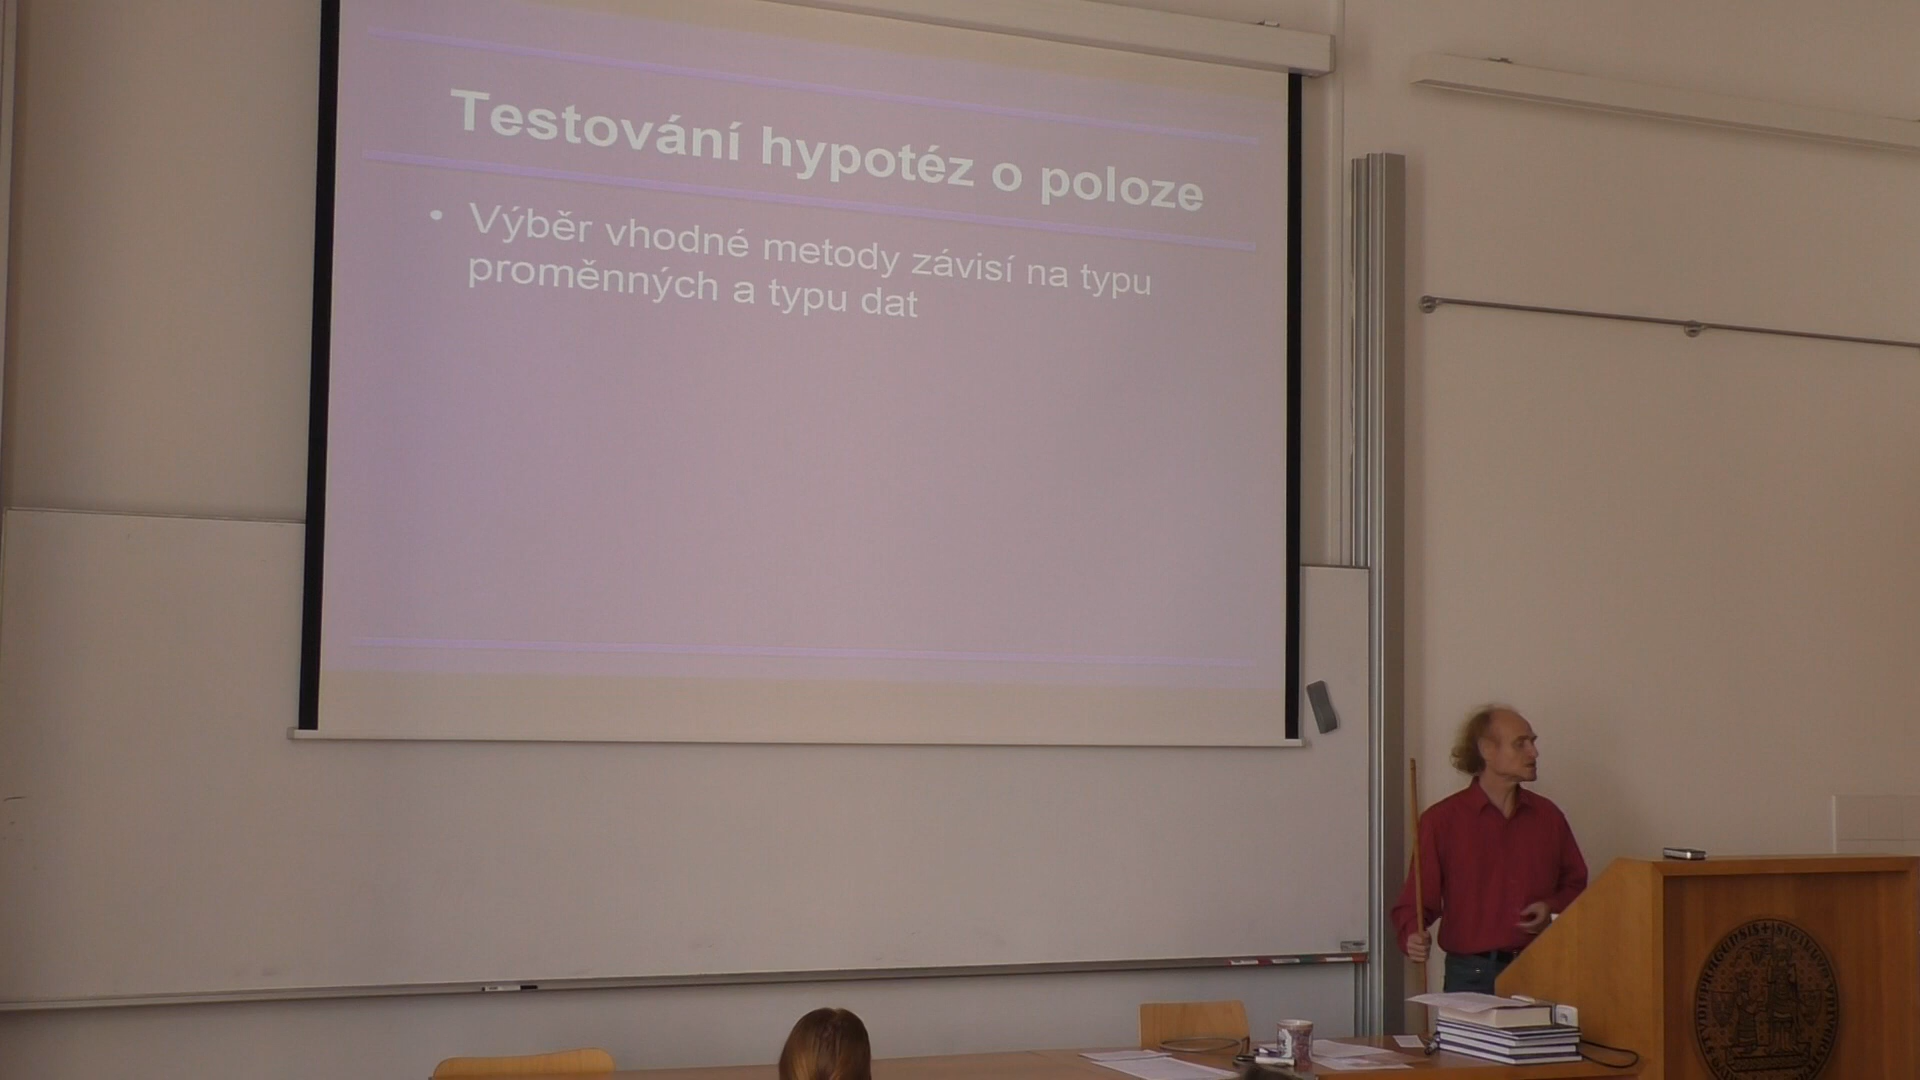 Testování hypotéz o poloze
• Výběr vhodné metody závisí na typu
proměnných a typu dat